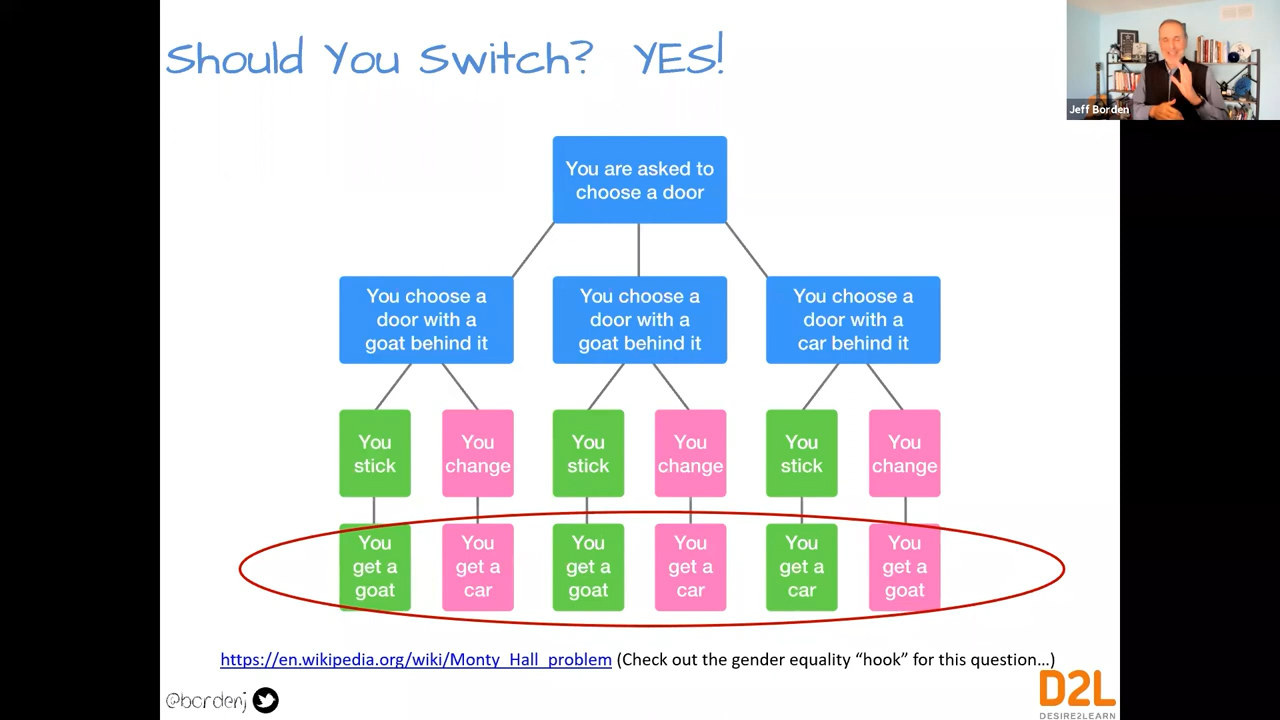 Should You Switch? YES!
Jeff Borden
You are asked to
choose a door
You choose a
door with a
goat behind it
You choose a
door with a
goat behind it
You choose a
door with a
car behind it
You
stick
You
change
You
stick
You
change
You
stick
You
change
You
get a
goat
You
get a
car
You
get a
goat
You
get a
car
You
get a
car
You
get a
goat
https://en.wikipedia.org/wiki/Monty_Hall_problem (Check out the gender equality “hook” for this question…)
@bordenj
D2L
DESIRE2LEARN